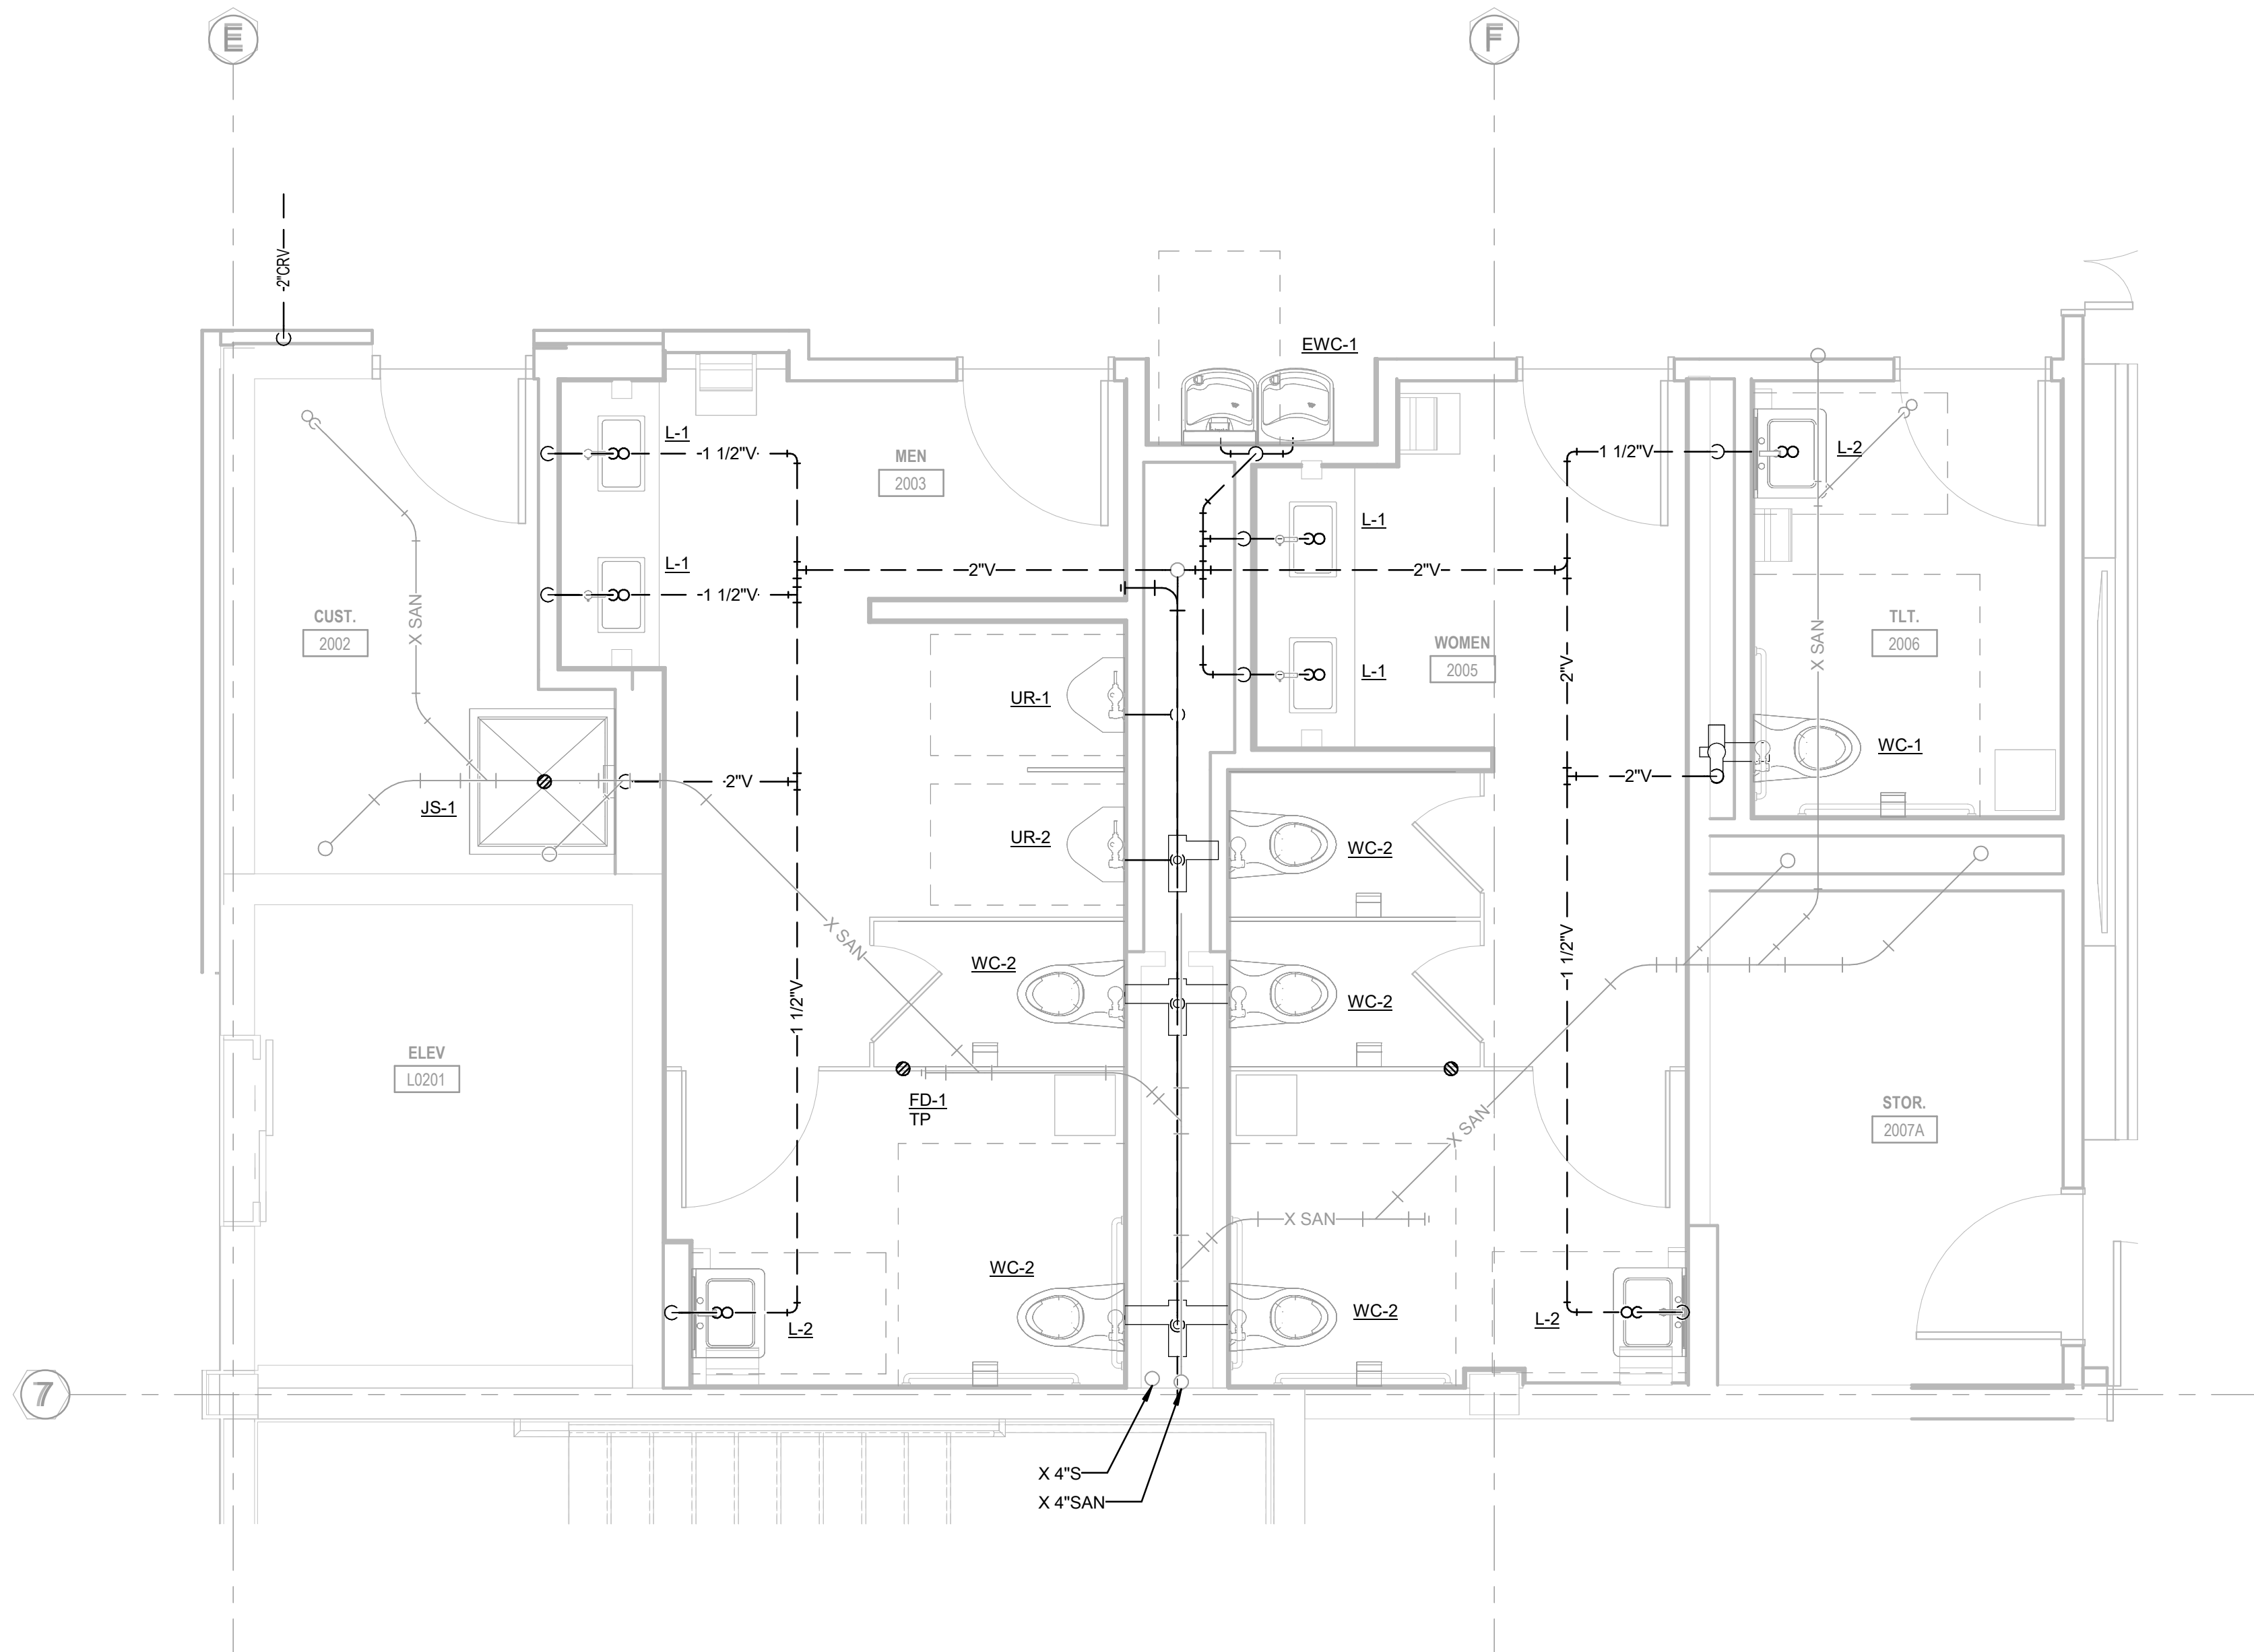 E
F
-2"CRV-
EWC-1
L-1
-1 1/2"V-
MEN
2003
-1 1/2"V-
L-2
L-1
L-1
-1 1/2"V-
-2"V-
-2"V-
CUST.
2002
X SAN
X SAN
TLT.
2006
WOMEN
2005
2"V
L-1
UR-1
WC-1
JS-1
-2"V-
-2"V-
UR-2
WC-2
X SAN
1 1/2"V
WC-2
WC-2
1 1/2"V
ELEV
L0201
FD-1
TP
X SAN
STOR.
2007A
X SAN
WC-2
WC-2
L-2
L-2
7
X 4"S
X 4"SAN